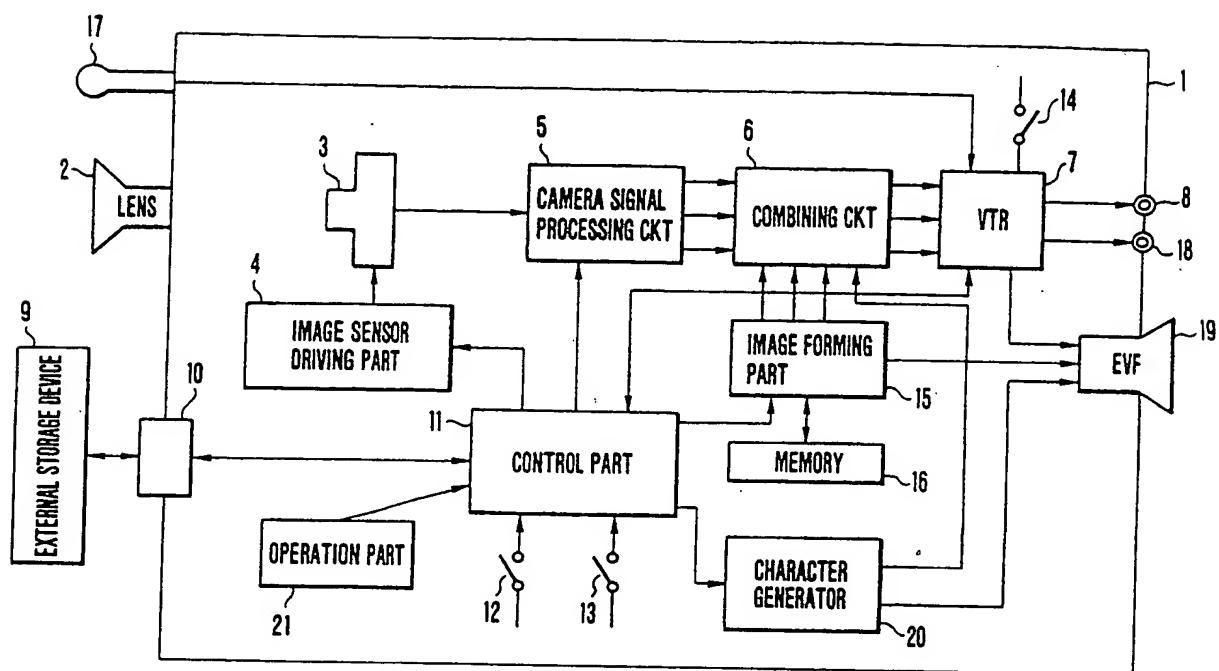 17
1
14
2
LENS
3
5
CAMERA SIGNAL
PROCESSING CKT
6
COMBINING CKT
7
VTR
8
18
4
IMAGE SENSOR
DRIVING PART
9
EXTERNAL STORAGE DEVICE
10
11
CONTROL PART
IMAGE FORMING
PART
15
MEMORY
16
EVF
19
OPERATION PART
21
12
13
CHARACTER
GENERATOR
20